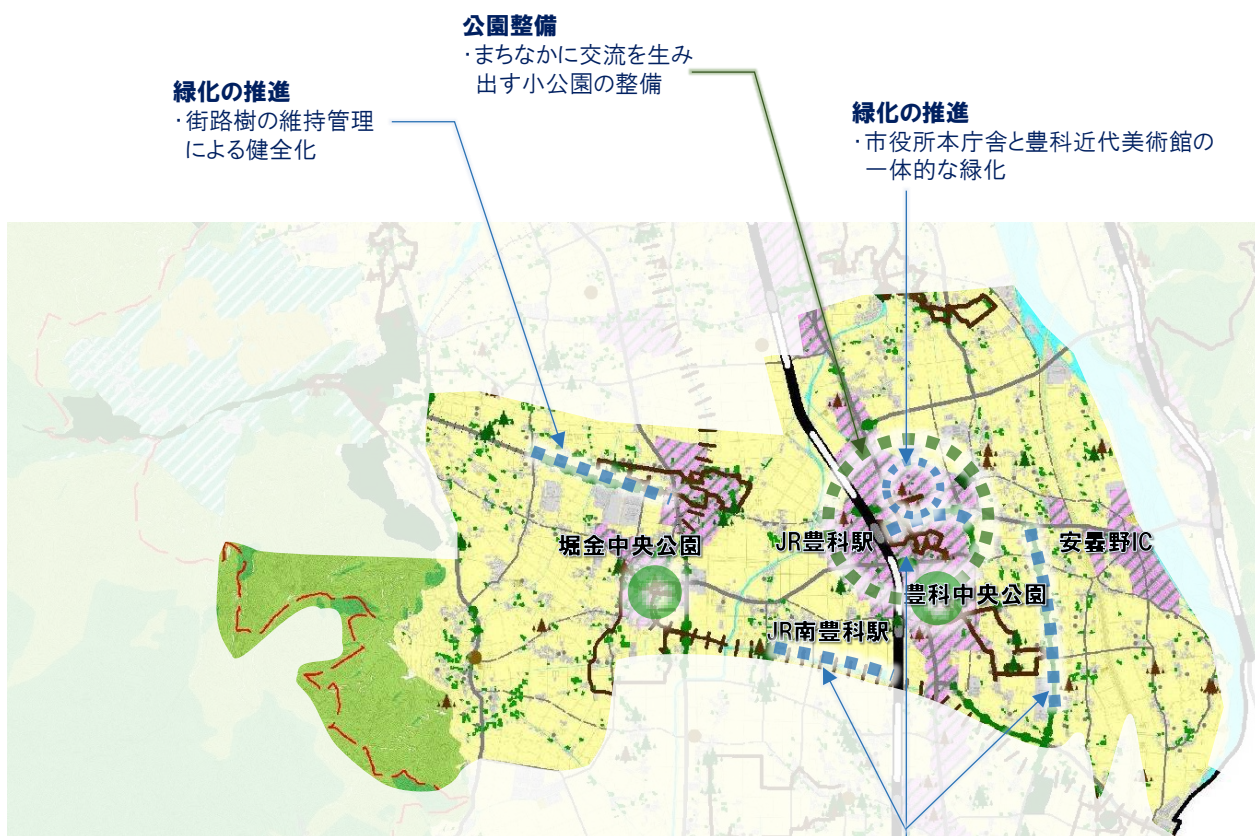 公園整備
・まちなかに交流を生み
出す小公園の整備
緑化の推進
・街路樹の維持管理
による健全化
緑化の推進
・市役所本庁舎と豊科近代美術館の
一体的な緑化
堀金中央公園
JR豊科駅
安曇野IC
豊科中央公園
JR南豊科駅